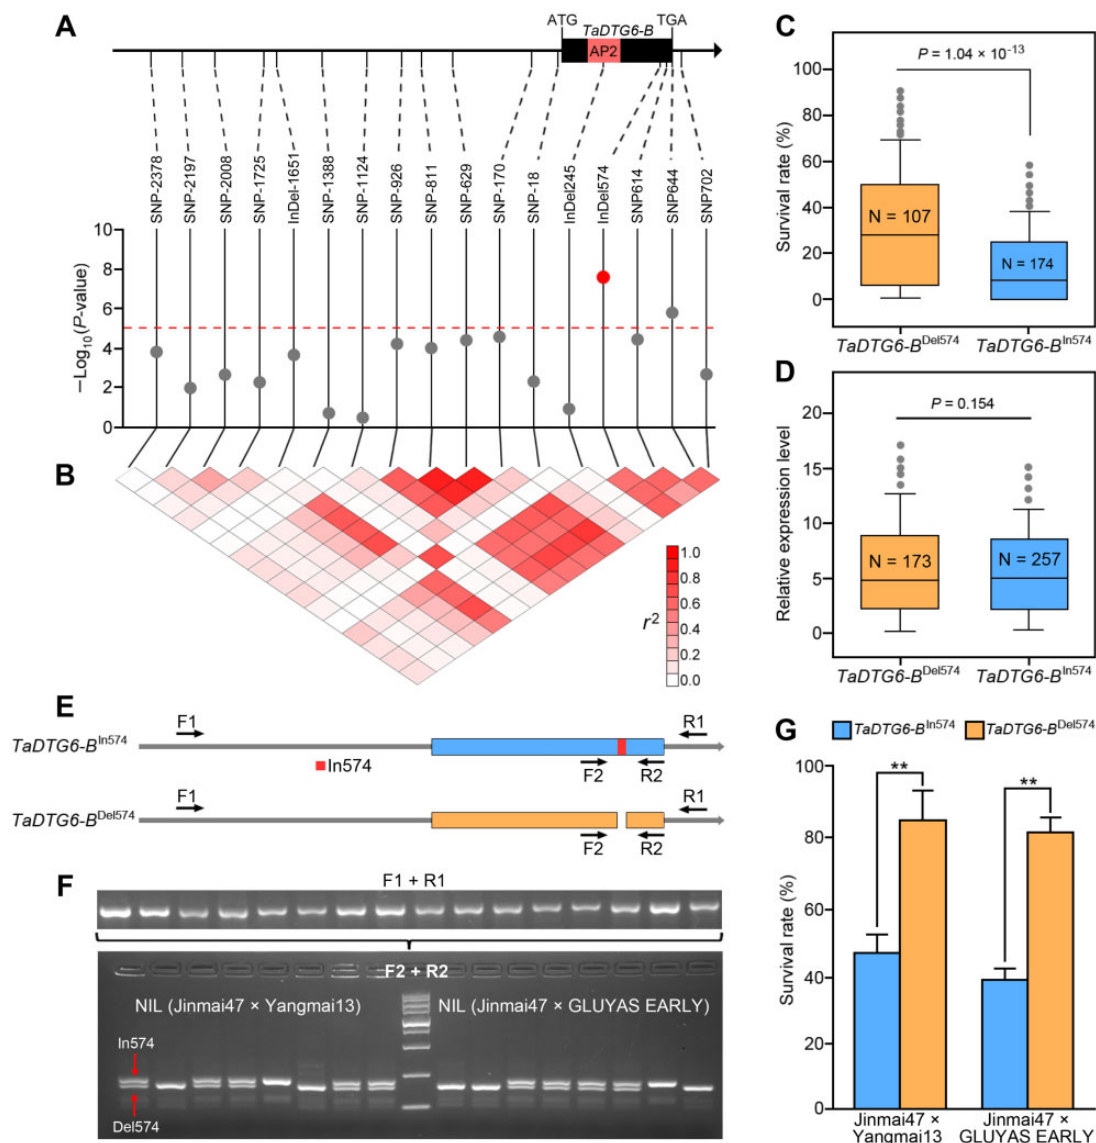 A
ATG
TGA
TaDTG6-B
AP2
SNP-2378
SNP-2197
SNP-2008
SNP-1725
InDel-1651
SNP-1388
SNP-1124
SNP-926
SNP-811
SNP-629
SNP-170
SNP-18
InDel245
InDel574
SNP614
SNP644
SNP702
−Log10(P-value)
10
8
6
4
2
0
B
r2
1.0
0.8
0.6
0.4
0.2
0.0
C
P = 1.04 × 10−13
Survival rate (%)
100
80
60
40
20
0
N = 107
N = 174
TaDTG6-BDel574
TaDTG6-BIn574
D
P = 0.154
Relative expression level
20
15
10
5
0
N = 173
N = 257
TaDTG6-BDel574
TaDTG6-BIn574
E
F1
R1
TaDTG6-BIn574
In574
F2
R2
F1
R1
TaDTG6-BDel574
F2
R2
F
F1 + R1
F2 + R2
NIL (Jinmai47 × Yangmai13)
NIL (Jinmai47 × GLUYAS EARLY)
In574
Del574
G
TaDTG6-BIn574
TaDTG6-BDel574
Survival rate (%)
100
80
60
40
80
0
**
**
Jinmai47 ×
Yangmai13
Jinmai47 ×
GLUYAS EARLY